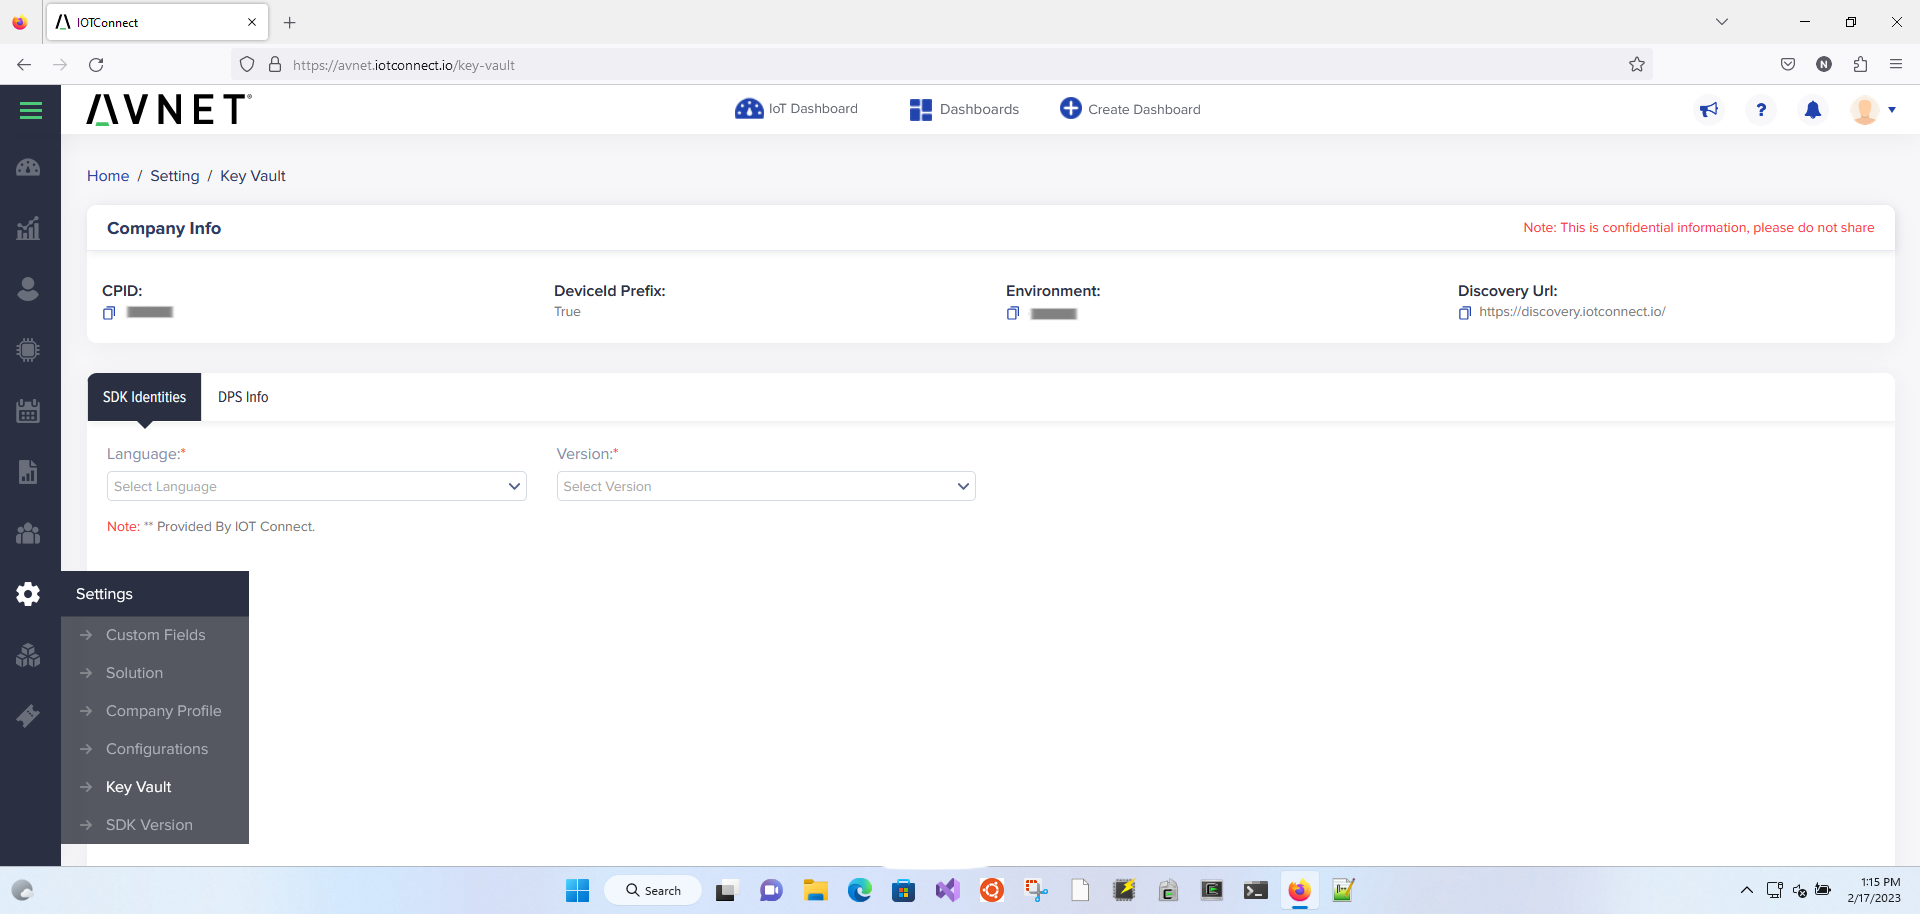 IOTConnect
https://avnet.iotconnect.io/key-vault
N
AVNET®
IoT Dashboard
Dashboards
Create Dashboard
?
Home / Setting / Key Vault
Company Info
Note: This is confidential information, please do not share
CPID:
DeviceId Prefix:
True
Environment:
Discovery Url:
https://discovery.iotconnect.io/
SDK Identities
DPS Info
Language:*
Select Language
Version:*
Select Version
Note: ** Provided By IOT Connect.
Settings
Custom Fields
Solution
Company Profile
Configurations
Key Vault
SDK Version
Search
1:15 PM
2/17/2023